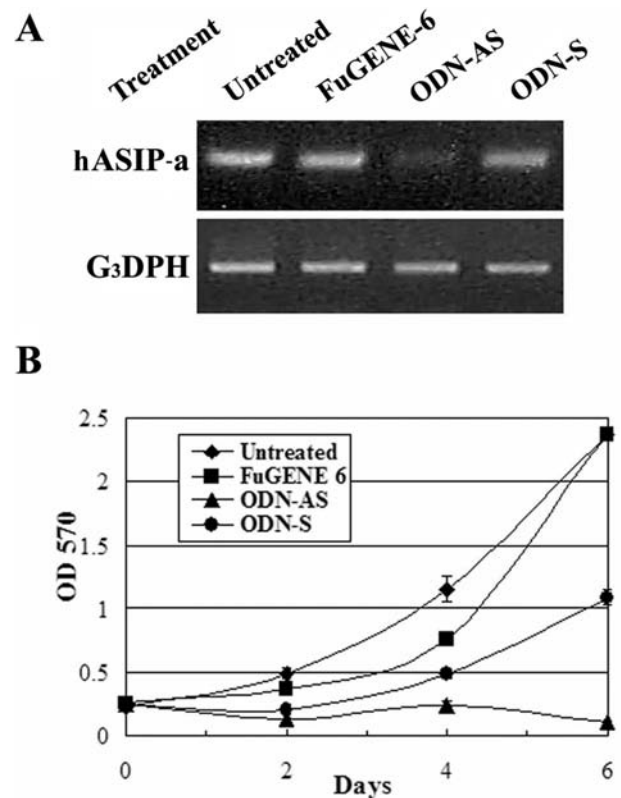 A
Treatment
Untreated
FuGENE-6
ODN-AS
ODN-S
hASIP-a
G3DPH
B
2.5
2
1.5
1
0.5
0
OD 570
Untreated
FuGENE 6
ODN-AS
ODN-S
0 2 4 6
Days